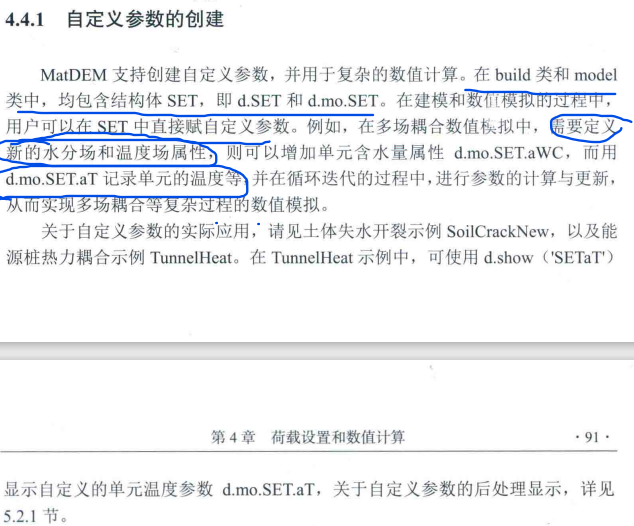 4.4.1 自定义参数的创建
MatDEM 支持创建自定义参数，并用于复杂的数值计算。在 build 类和 model
类中，均包含结构体 SET，即 d.SET 和 d.mo.SET。在建模和数值模拟的过程中，
用户可以在 SET 中直接赋自定义参数。例如，在多场耦合数值模拟中，需要定义
新的水分场和温度场属性，则可以增加单元含水量属性 d.mo.SET.aWC，而用
d.mo.SET.aT 记录单元的温度等，并在循环迭代的过程中，进行参数的计算与更新，
从而实现多场耦合等复杂过程的数值模拟。
关于自定义参数的实际应用，请见土体失水开裂示例 SoilCrackNew，以及能
源桩热力耦合示例 TunnelHeat。在 TunnelHeat 示例中，可使用 d.show（'SETaT'）
第 4 章 荷载设置和数值计算 ·91·
显示自定义的单元温度参数 d.mo.SET.aT，关于自定义参数的后处理显示，详见
5.2.1 节。